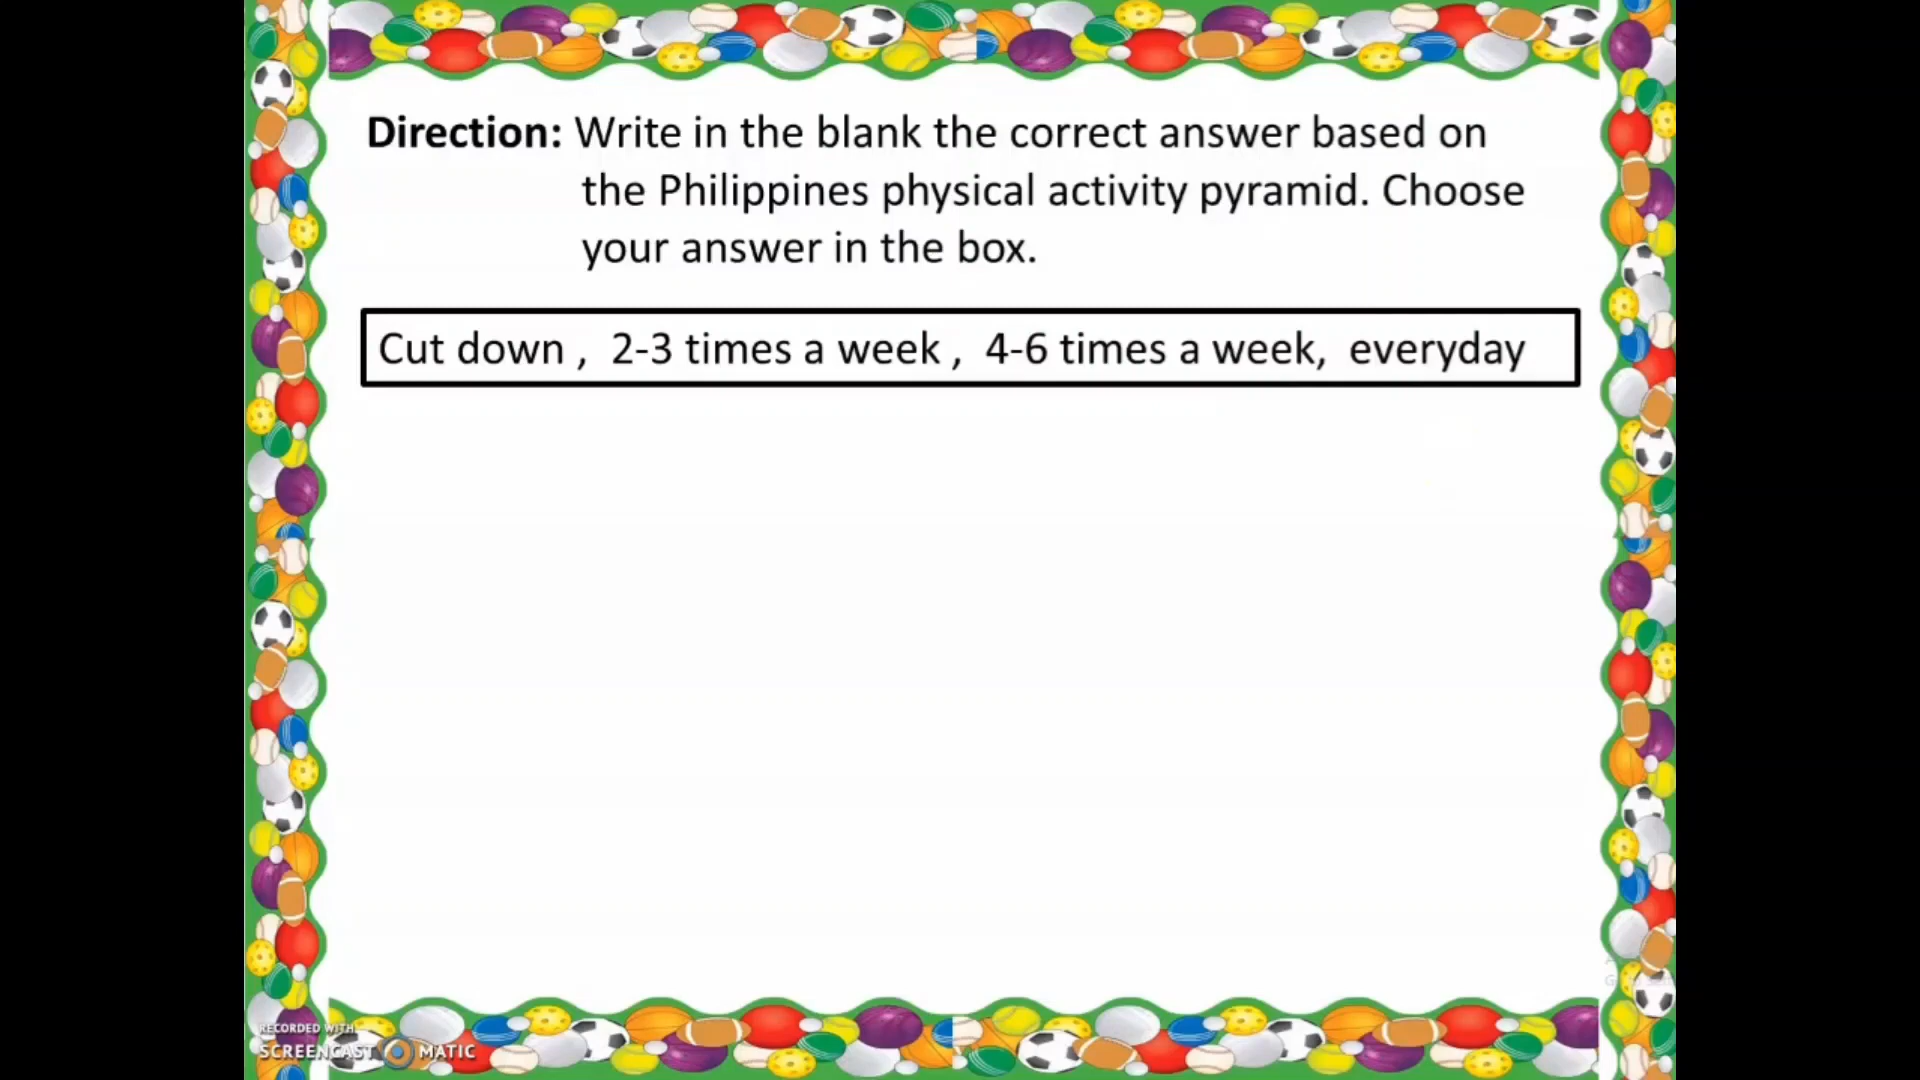 Direction: Write in the blank the correct answer based on
the Philippines physical activity pyramid. Choose
your answer in the box.
Cut down , 2-3 times a week , 4-6 times a week, everyday
RECORDED WITH
SCREENCAST MATIC